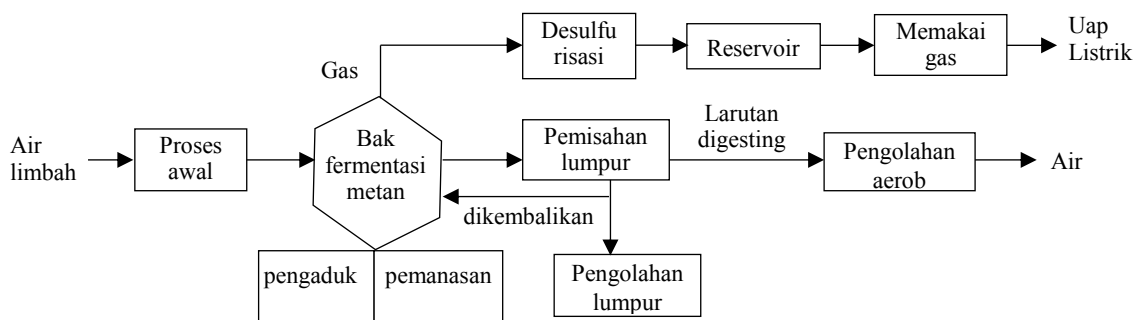 Desulfu
risasi
Reservoir
Memakai
gas
Uap
Listrik
Gas
Air
limbah
Proses
awal
Bak
fermentasi
metan
Pemisahan
lumpur
Larutan
digesting
Pengolahan
aerob
Air
dikembalikan
pengaduk
pemanasan
Pengolahan
lumpur